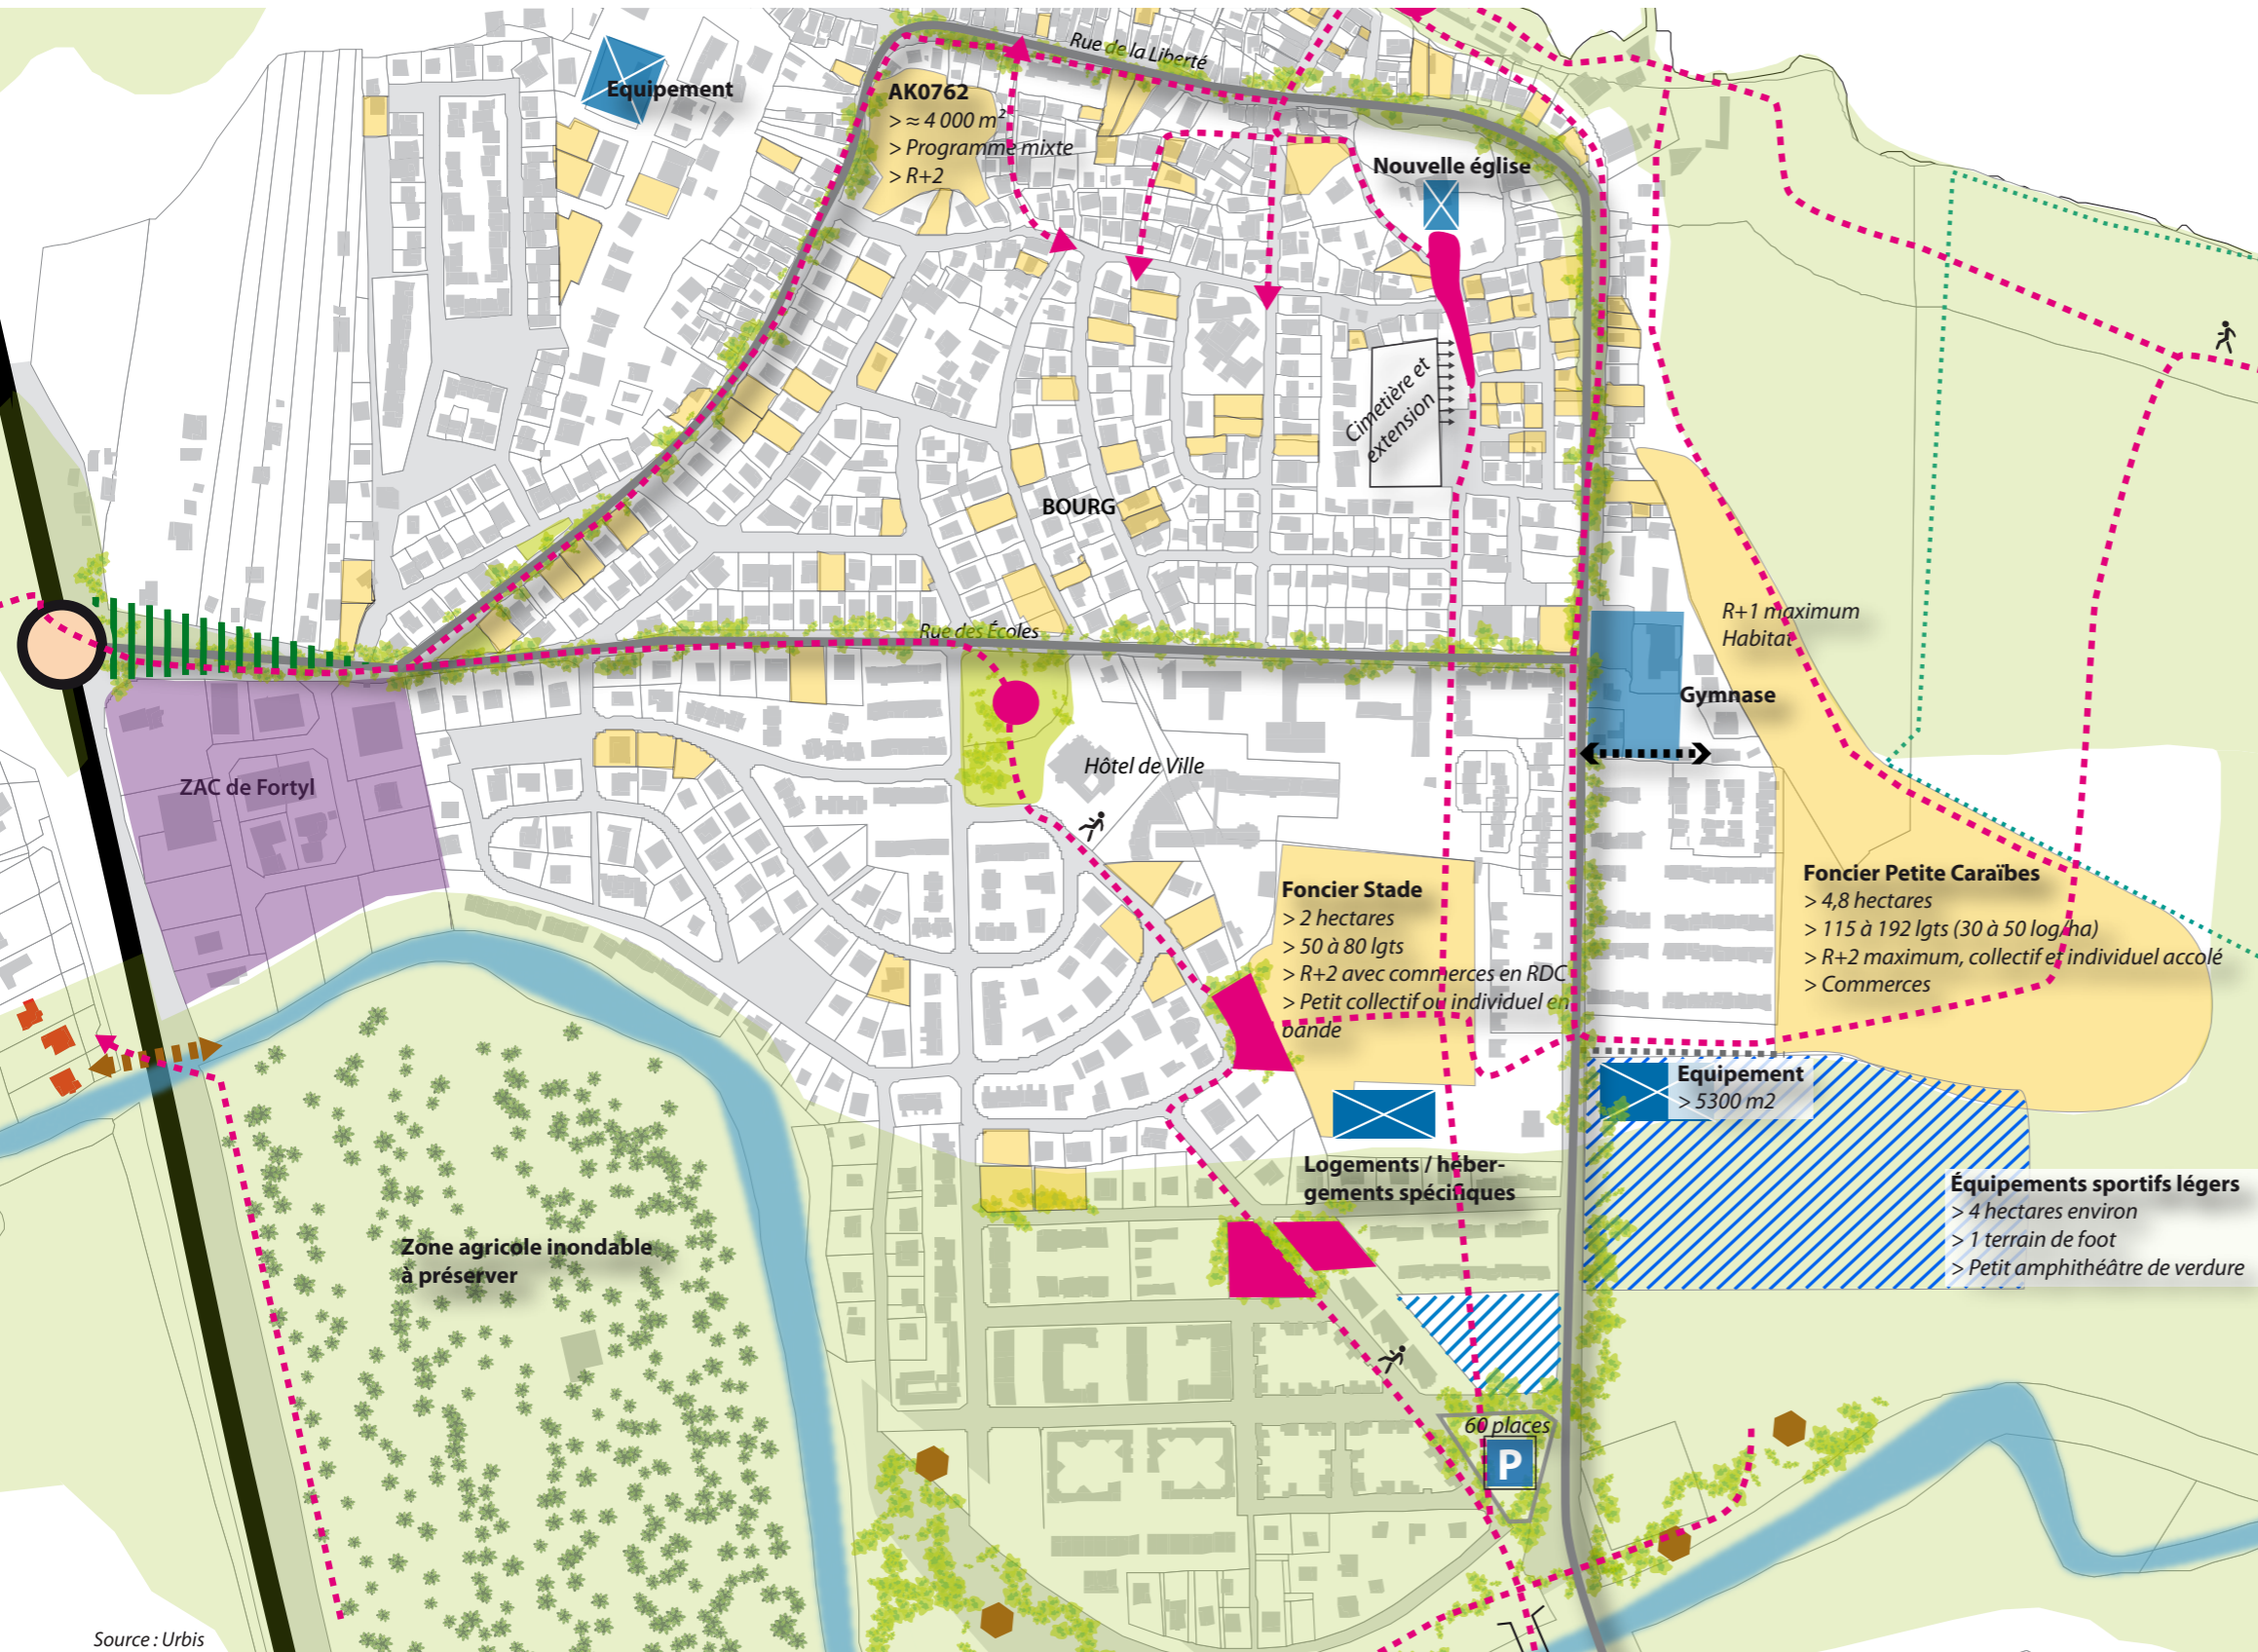 Rue de la Liberté
Equipement
AK0762
> ≈ 4 000 m²
> Programme mixte
> R+2
Nouvelle église
Cimetière et
extension
BOURG
R+1 maximum
Habitat
Rue des Écoles
Gymnase
Hôtel de Ville
ZAC de Fortyl
Foncier Stade
> 2 hectares
> 50 à 80 lgts
> R+2 avec commerces en RDC
> Petit collectif ou individuel en
bande
Foncier Petite Caraïbes
> 4,8 hectares
> 115 à 192 lgts (30 à 50 log/ha)
> R+2 maximum, collectif et individuel accolé
> Commerces
Equipement
> 5300 m2
Logements / héber-
gements spécifiques
Équipements sportifs légers
> 4 hectares environ
> 1 terrain de foot
> Petit amphithéâtre de verdure
Zone agricole inondable
à préserver
60 places
P
Source : Urbis